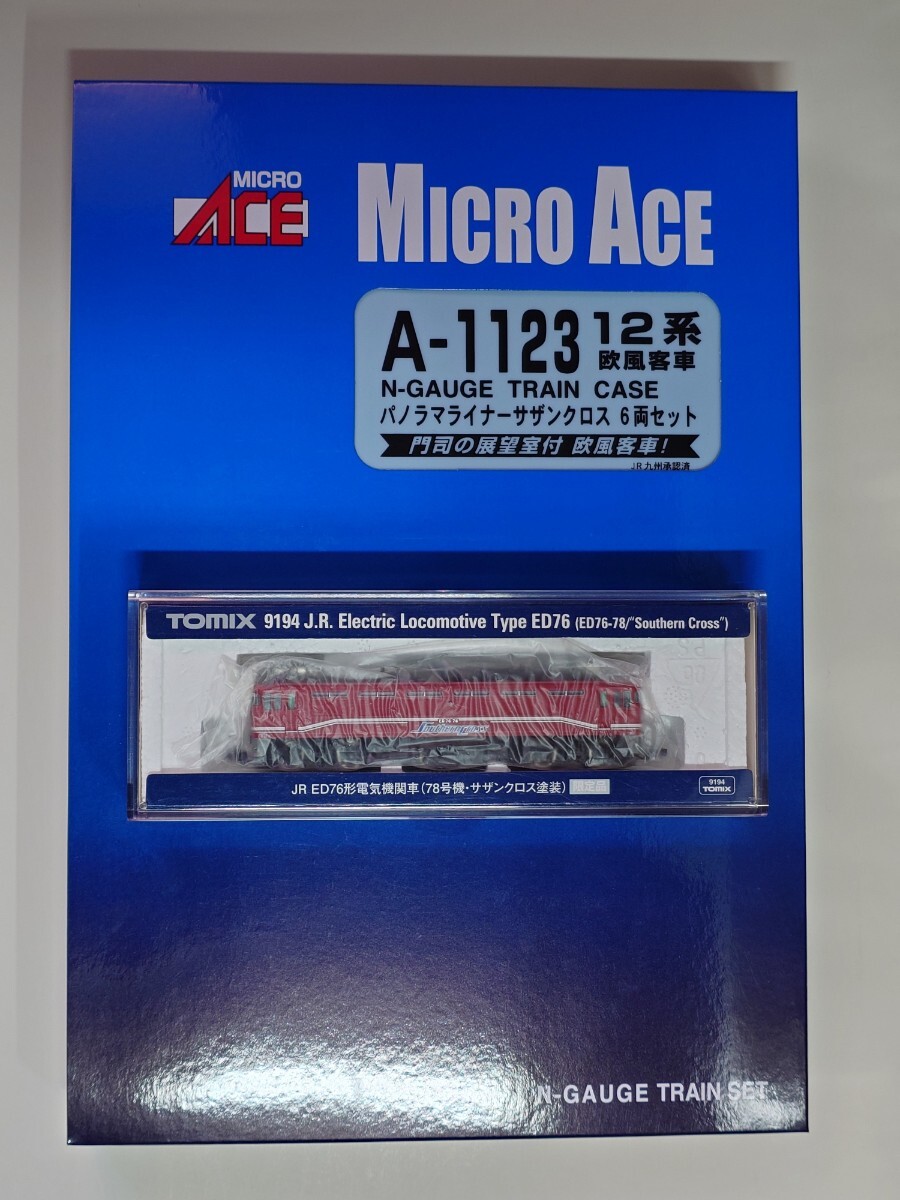 MICRO
ACE
MICRO ACE
A-1123 12系
欧風客車
N-GAUGE TRAIN CASE
パノラマライナーサザンクロス 6両セット
門司の展望室付 欧風客車!
JR九州承認済
TOMIX 9194 J.R. Electric Locomotive Type ED76 (ED76-78/"Southern Cross")
JR ED76形電気機関車(78号機・サザンクロス塗装) 限定品
9194
TOMIX
N-GAUGE TRAIN SET